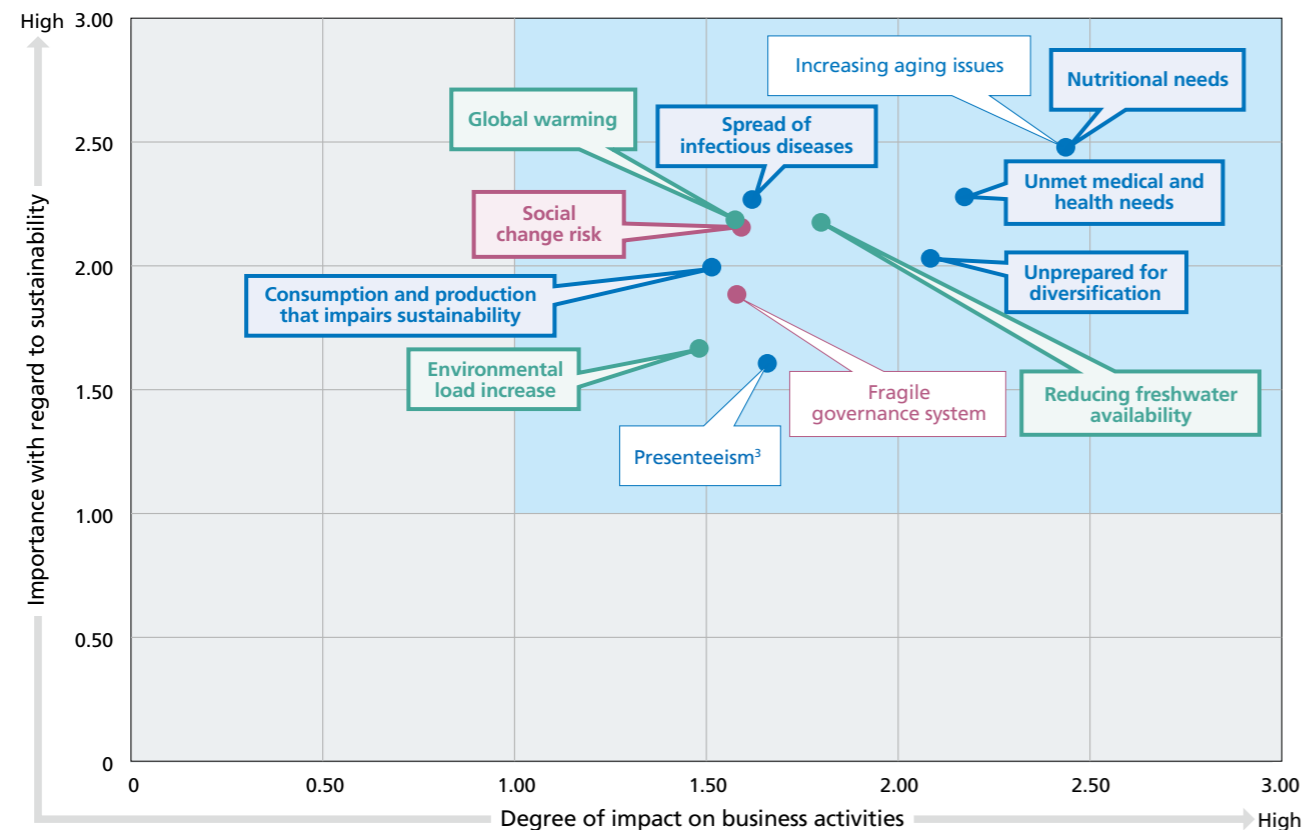 High 3.00
Increasing aging issues
Nutritional needs
Global warming
Spread of
infectious diseases
2.50
Unmet medical and
health needs
Social
change risk
2.00
Unprepared for
diversification
Consumption and production
that impairs sustainability
Environmental
load increase
1.50
Fragile
governance system
Reducing freshwater
availability
Presenteeism³
1.00
0.50
0
Importance with regard to sustainability
0 0.50 1.00 1.50 2.00 2.50 3.00
Degree of impact on business activities
High